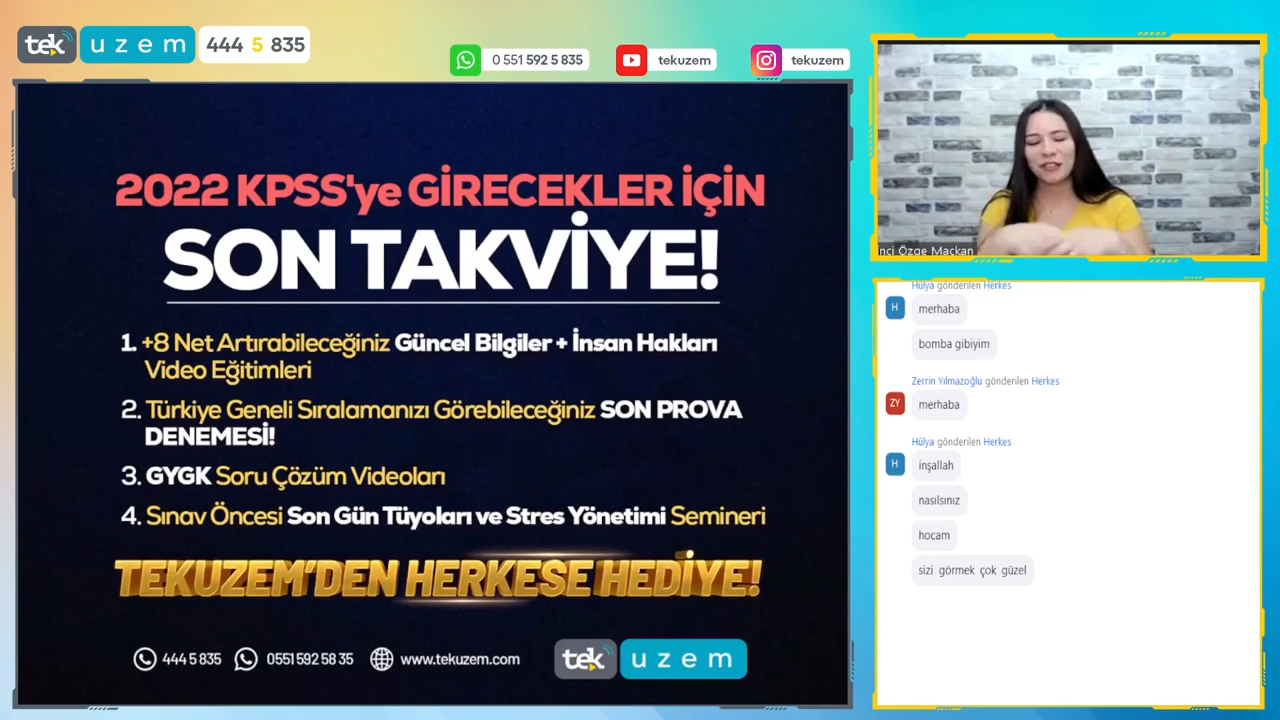 tek uzem 444 5 835
0 551 592 5 835
tekuzem
tekuzem
2022 KPSS'ye GİRECEKLER İÇİN
SON TAKVİYE!
1. +8 Net Artırabileceğiniz Güncel Bilgiler + İnsan Hakları
Video Eğitimleri
2. Türkiye Geneli Sıralamanızı Görebileceğiniz SON PROVA
DENEMESİ!
3. GYGK Soru Çözüm Videoları
4. Sınav Öncesi Son Gün Tüyoları ve Stres Yönetimi Semineri
TEKUZEM'DEN HERKESE HEDİYE!
444 5 835 0551 592 58 35 www.tekuzem.com tek uzem
nci Özge Maçkan
Hülya gönderilen Herkes
H
merhaba
bomba gibiyim
Zerrin Yılmazoğlu gönderilen Herkes
ZY
merhaba
Hülya gönderilen Herkes
H
inşallah
nasılsınız
hocam
sizi görmek çok güzel